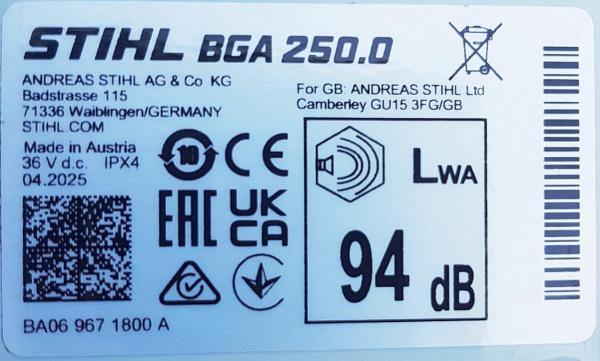 STIHL BGA 250.0
ANDREAS STIHL AG & Co KG
Badstrasse 115
71336 Waiblingen/GERMANY
STIHL.COM
Made in Austria
36 V d.c. IPX4
04.2025
For GB: ANDREAS STIHL Ltd
Camberley GU15 3FG/GB
10
CE
EAC
UK
CA
LWA
94 dB
BA06 967 1800 A